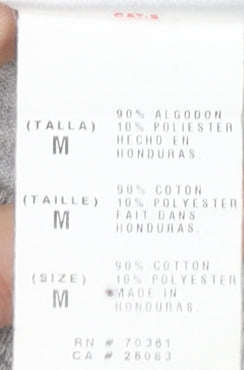 CAT·S
(TALLA) 90% ALGODON
M 10% POLIESTER
HECHO EN
HONDURAS.
(TAILLE) 90% COTON
M 10% POLYESTER
FAIT DANS
HONDURAS.
(SIZE) 90% COTTON
M 10% POLYESTER
MADE IN
HONDURAS.
RN # 70361
CA # 26083